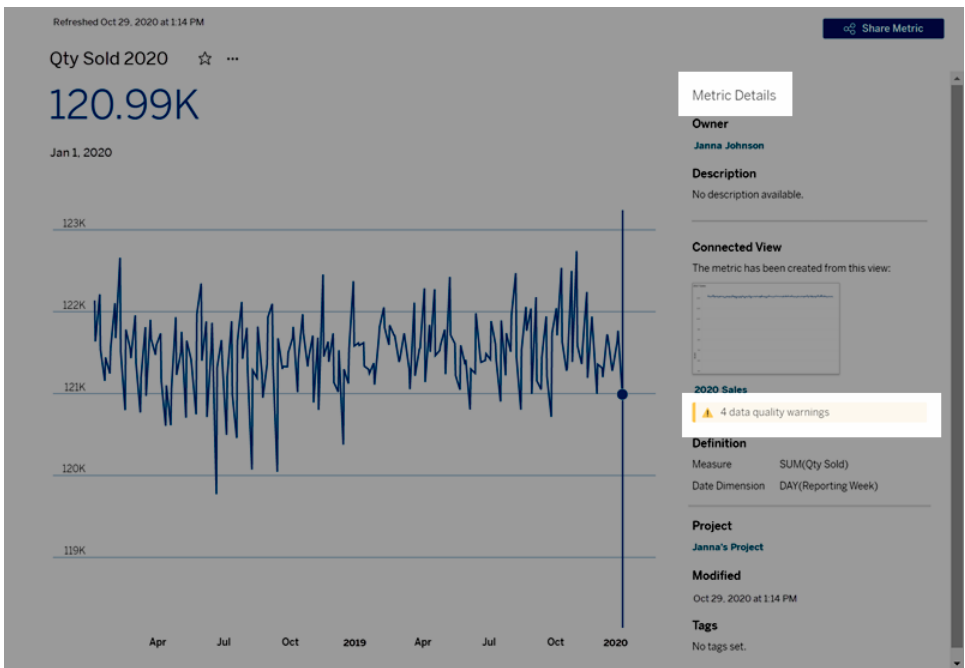 Refreshed Oct 29, 2020 at 1:14 PM
Share Metric
Qty Sold 2020
120.99K
Jan 1, 2020
123K
122K
121K
120K
119K
Apr Jul Oct 2019 Apr Jul Oct 2020
Metric Details
Owner
Janna Johnson
Description
No description available.
Connected View
The metric has been created from this view:
2020 Sales
4 data quality warnings
Definition
Measure SUM(Qty Sold)
Date Dimension DAY(Reporting Week)
Project
Janna's Project
Modified
Oct 29, 2020 at 1:14 PM
Tags
No tags set.